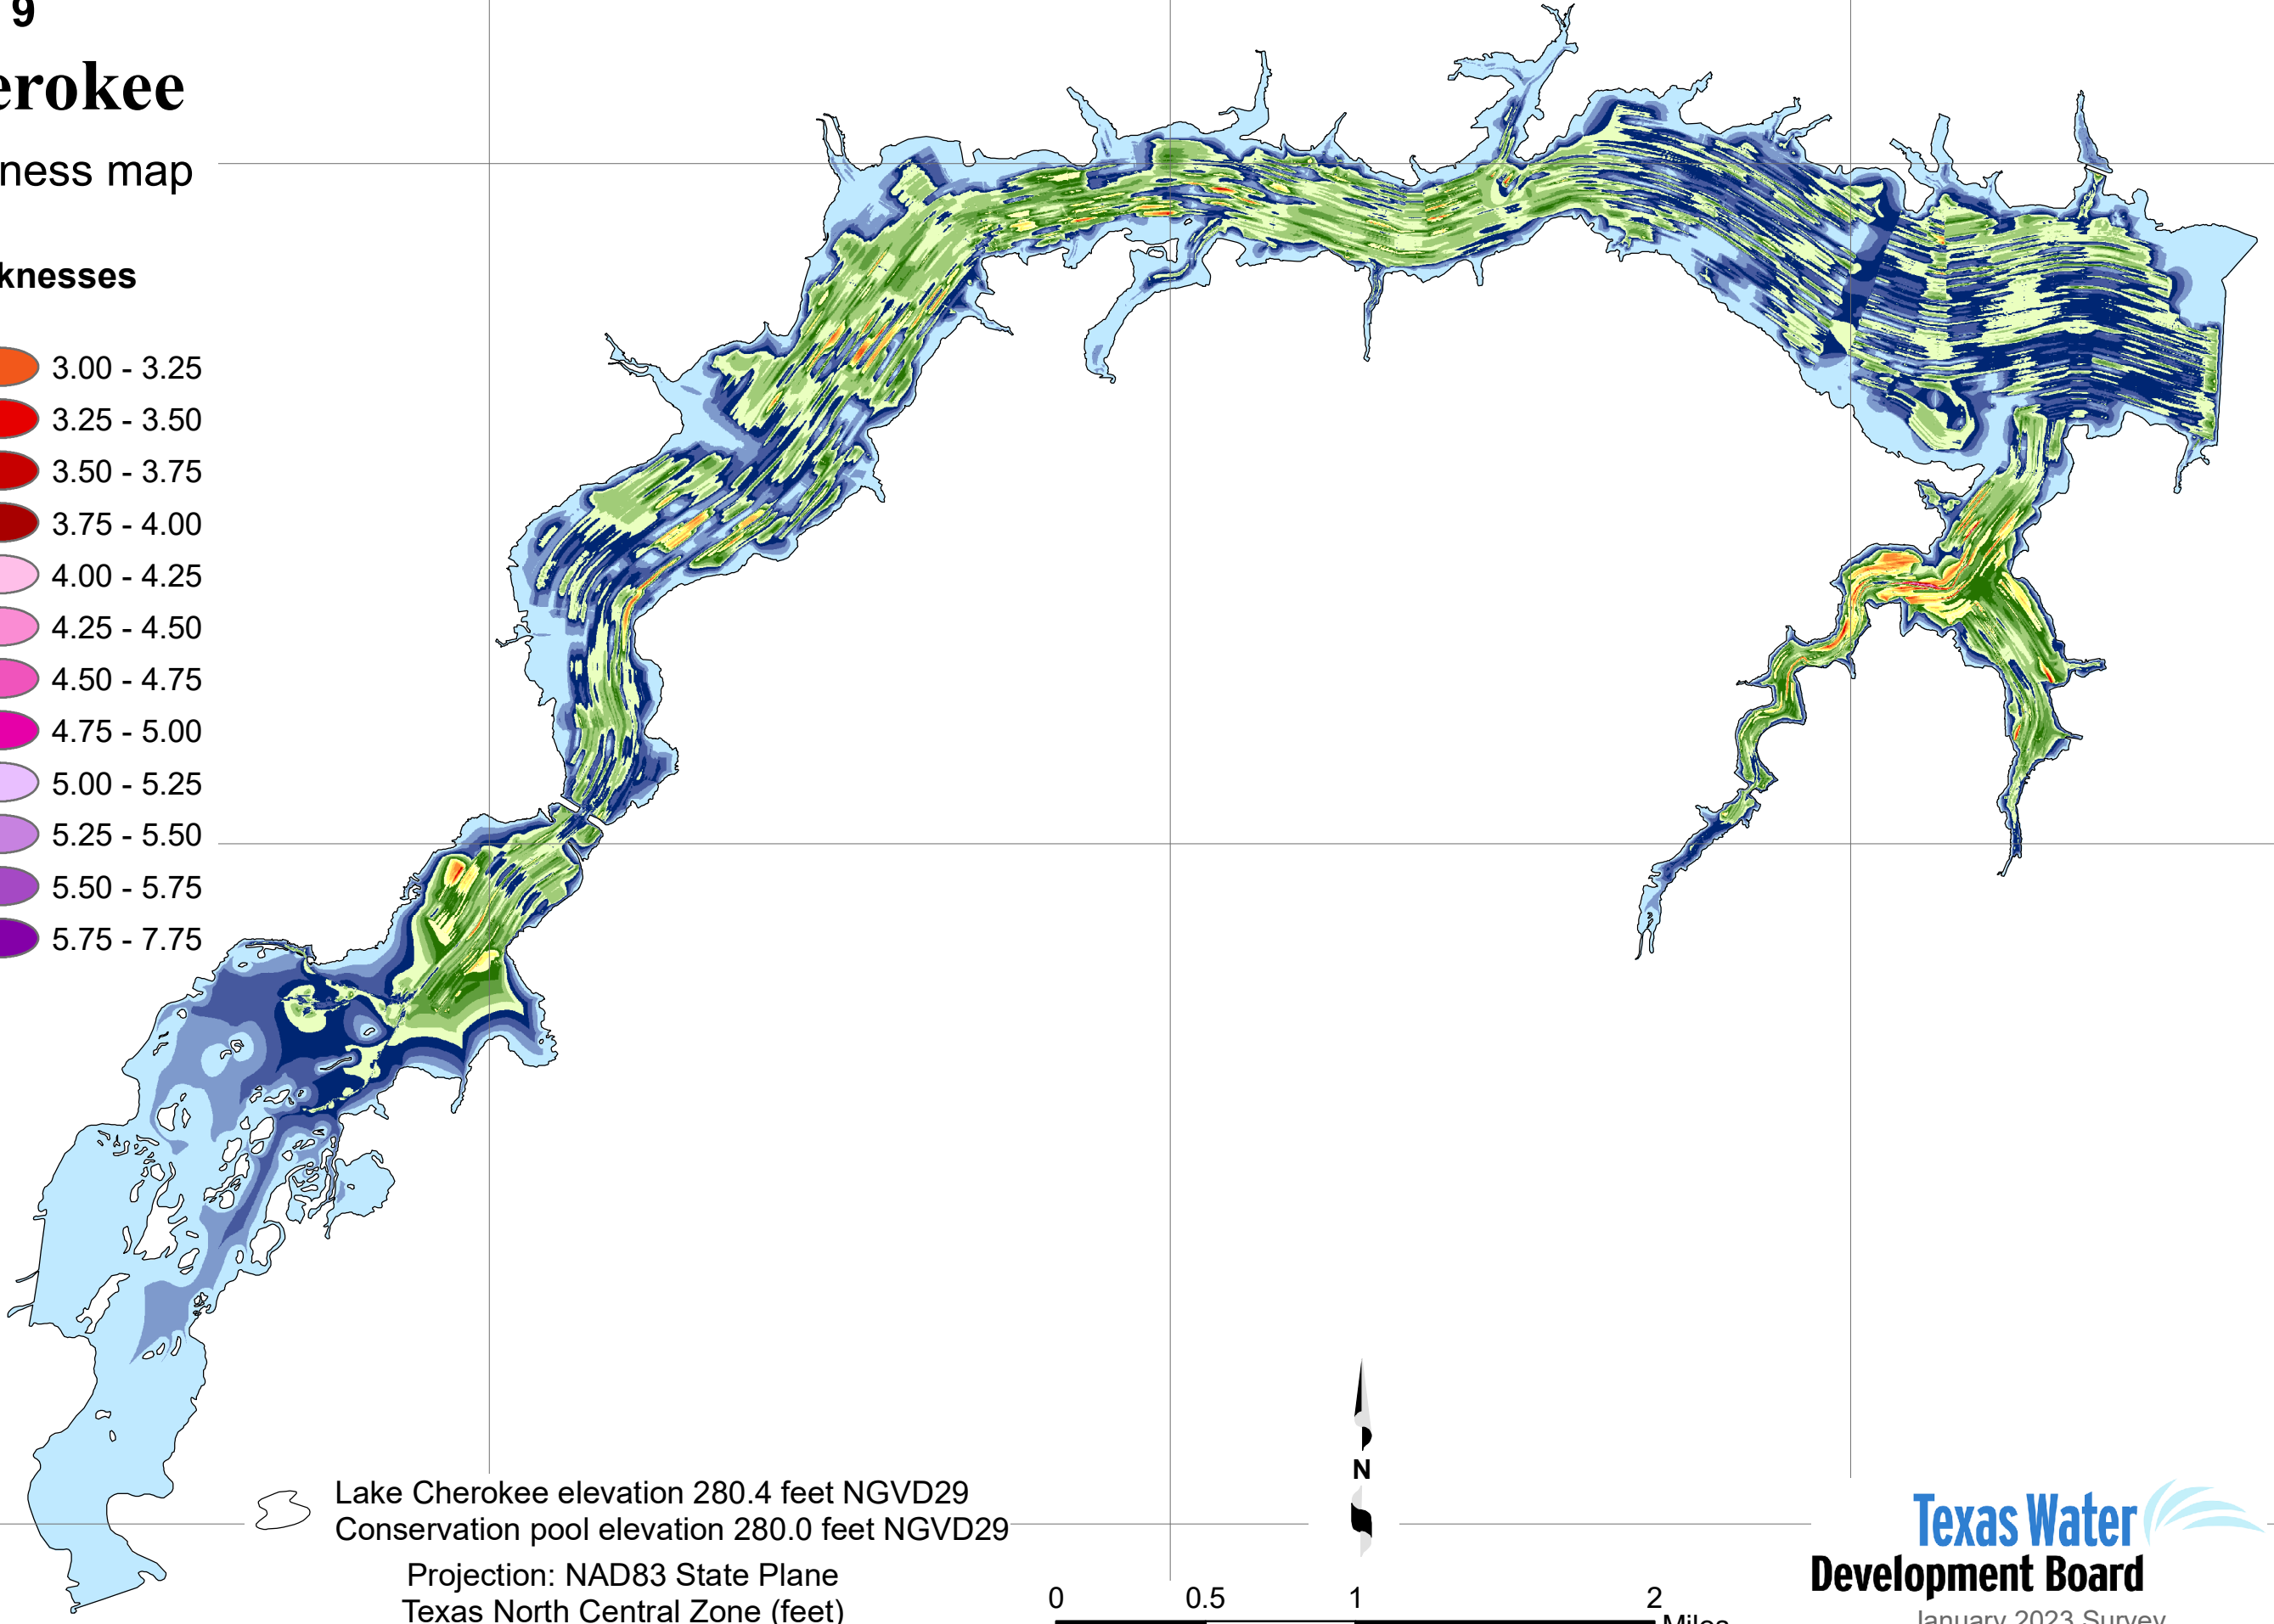 9
erokee
ness map
knesses
3.00 - 3.25
3.25 - 3.50
3.50 - 3.75
3.75 - 4.00
4.00 - 4.25
4.25 - 4.50
4.50 - 4.75
4.75 - 5.00
5.00 - 5.25
5.25 - 5.50
5.50 - 5.75
5.75 - 7.75
Lake Cherokee elevation 280.4 feet NGVD29
Conservation pool elevation 280.0 feet NGVD29
Projection: NAD83 State Plane
Texas North Central Zone (feet)
N
0 0.5 1 2
Miles
Texas Water
Development Board
January 2023 Survey